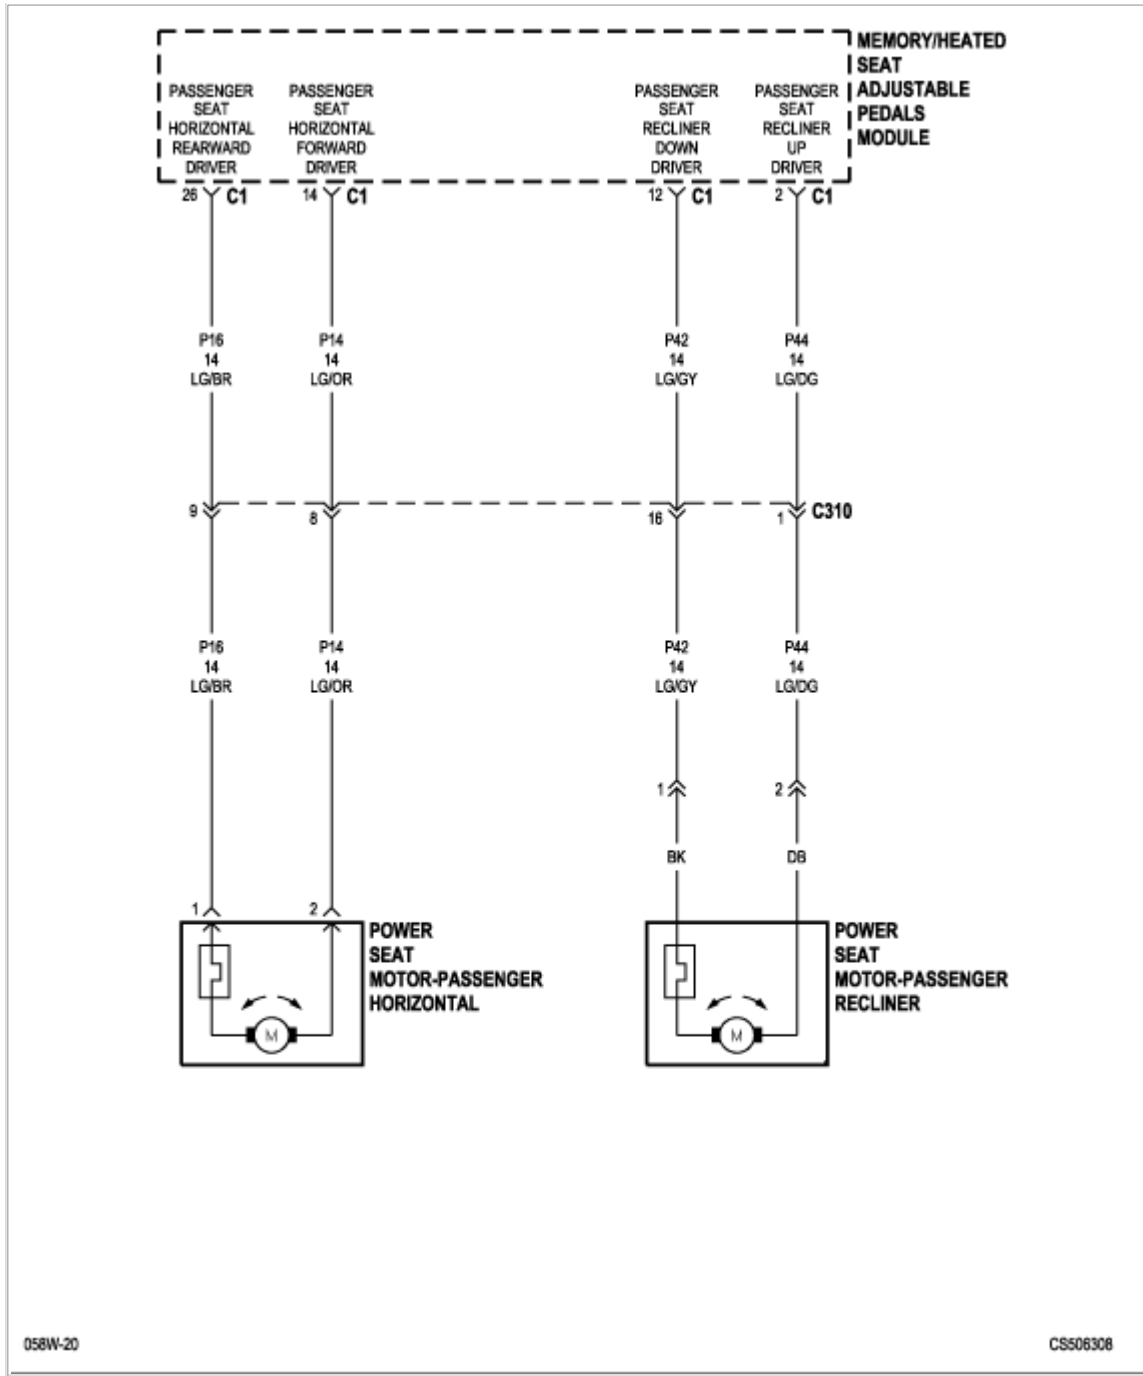 MEMORY/HEATED
SEAT
ADJUSTABLE
PEDALS
MODULE
PASSENGER
SEAT
HORIZONTAL
REARWARD
DRIVER
PASSENGER
SEAT
HORIZONTAL
FORWARD
DRIVER
PASSENGER
SEAT
RECLINER
DOWN
DRIVER
PASSENGER
SEAT
RECLINER
UP
DRIVER
26 C1
14 C1
12 C1
2 C1
P16
14
LG/BR
P14
14
LG/OR
P42
14
LG/GY
P44
14
LG/DG
9
8
16
1
C310
P16
14
LG/BR
P14
14
LG/OR
P42
14
LG/GY
P44
14
LG/DG
1
2
BK
DB
1
2
POWER
SEAT
MOTOR-PASSENGER
HORIZONTAL
M
POWER
SEAT
MOTOR-PASSENGER
RECLINER
M
058W-20
CS506308